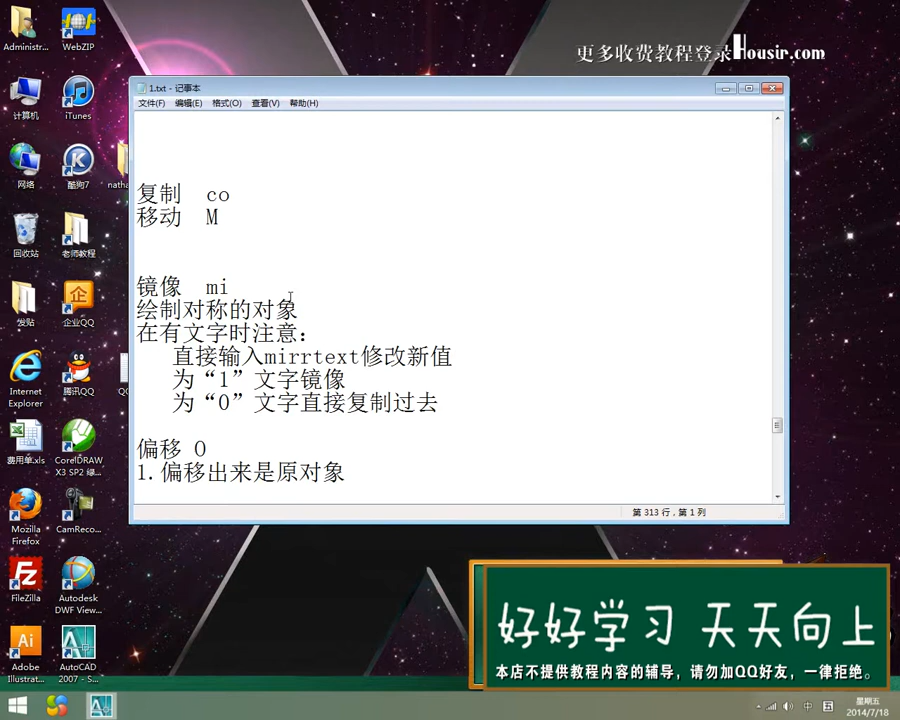 更多收费教程登录Housir.com
Administr...
WebZIP
计算机
iTunes
网络
酷狗7
nath
回收站
老师教程
发贴
企业QQ
Internet Explorer
腾讯QQ
费用单.xls
CorelDRAW X3 SP2 绿...
Mozilla Firefox
CamReco...
FileZilla
Autodesk DWF View...
Adobe Illustrat...
AutoCAD 2007 - S...
1.txt - 记事本
文件(F) 编辑(E) 格式(O) 查看(V) 帮助(H)
复制 co
移动 M
镜像 mi
绘制对称的对象
在有文字时注意:
直接输入mirrtext修改新值
为“1”文字镜像
为“0”文字直接复制过去
偏移 O
1.偏移出来是原对象
第 313 行，第 1 列
好好学习 天天向上
本店不提供教程内容的辅导，请勿加QQ好友，一律拒绝。
中
五
星期五
2014/7/18